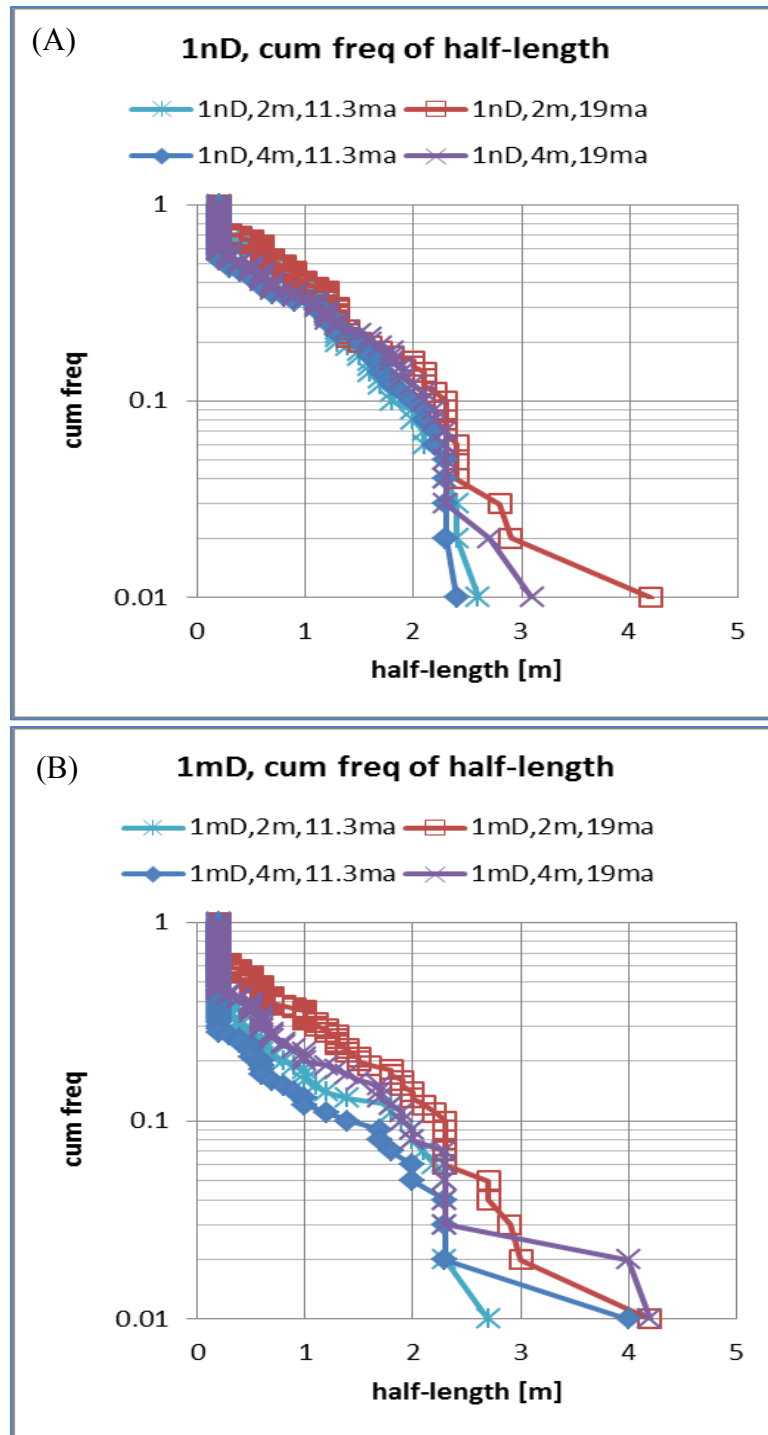 (A)
1nD, cum freq of half-length
1nD,2m,11.3ma 1nD,2m,19ma
1nD,4m,11.3ma 1nD,4m,19ma
1
0.1
0.01
cum freq
0 1 2 3 4 5
half-length [m]
(B)
1mD, cum freq of half-length
1mD,2m,11.3ma 1mD,2m,19ma
1mD,4m,11.3ma 1mD,4m,19ma
1
0.1
0.01
cum freq
0 1 2 3 4 5
half-length [m]